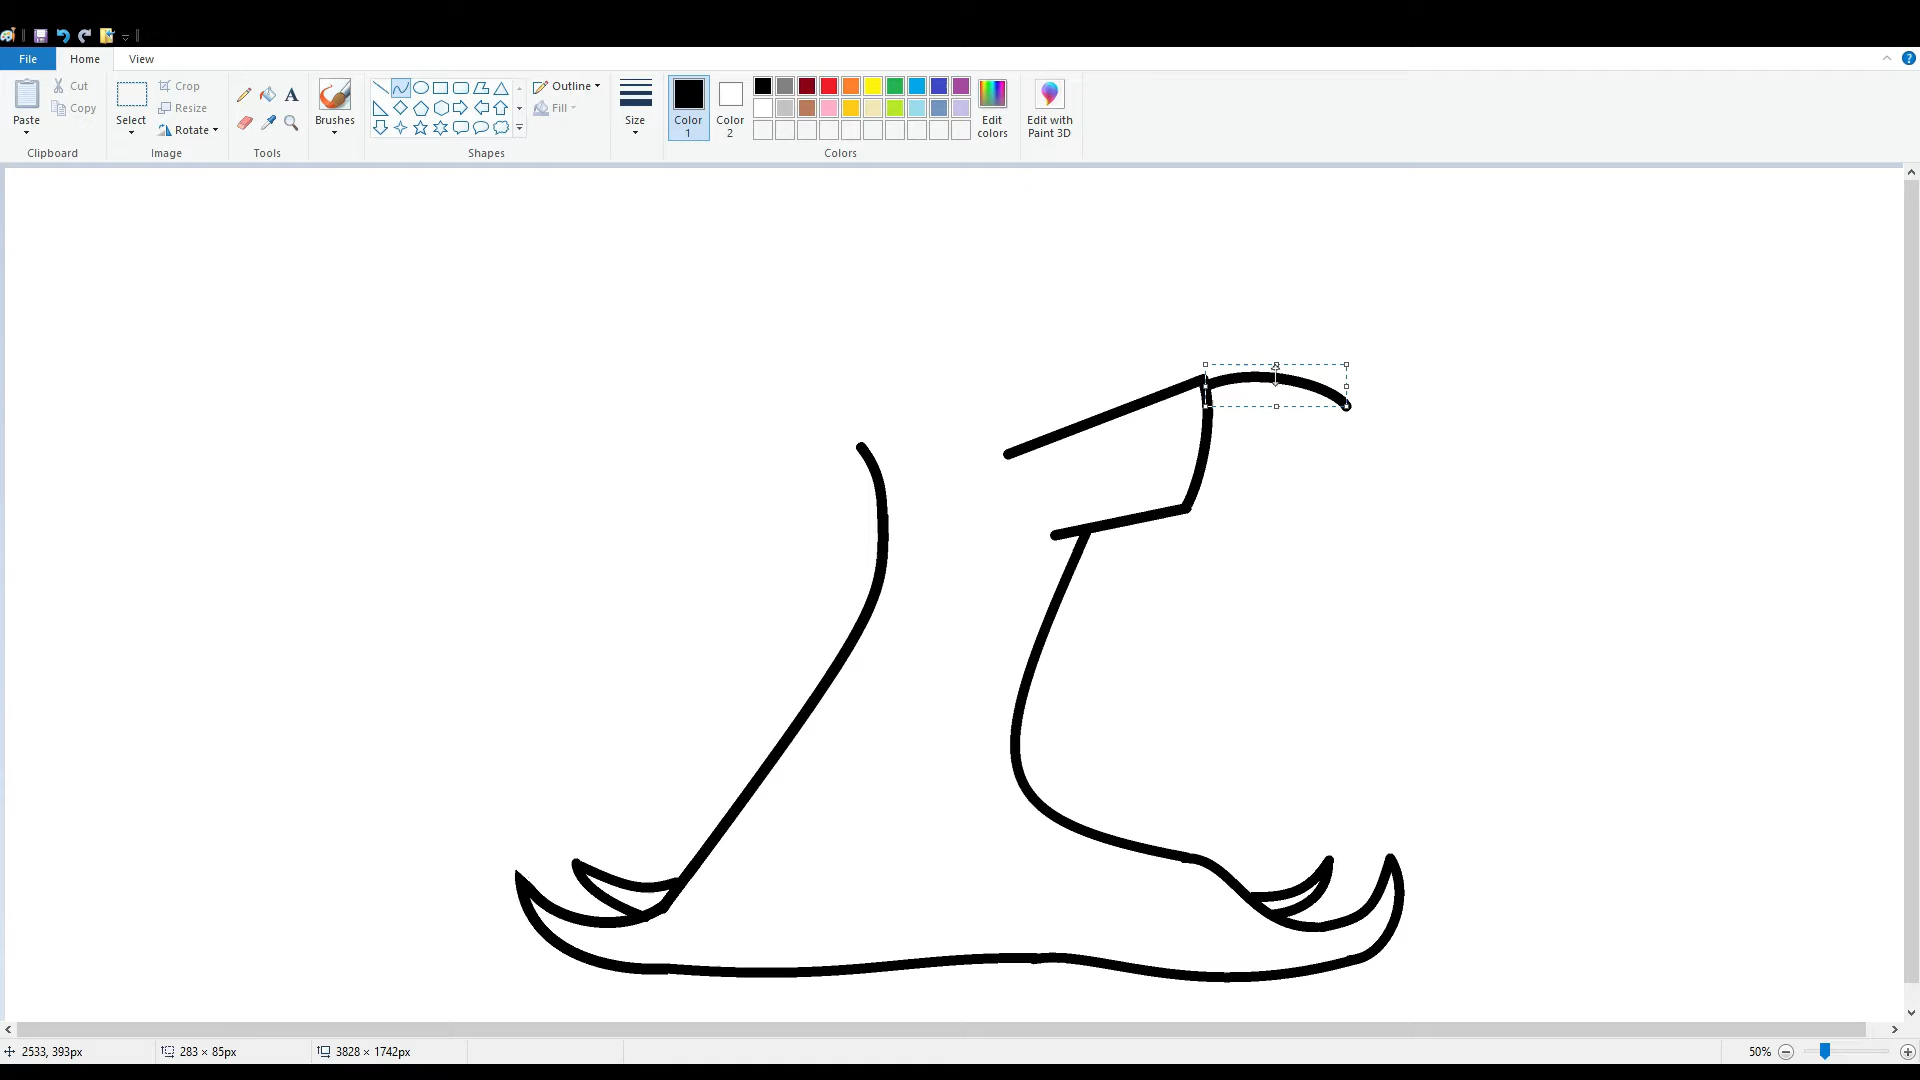 File Home View
Paste Cut Copy Clipboard
Select Crop Resize Rotate Image
A Tools
Brushes
Outline Fill Shapes
Size
Color 1 Color 2 Edit colors Colors
Edit with Paint 3D
2533, 393px 283 × 85px 3828 × 1742px 50%